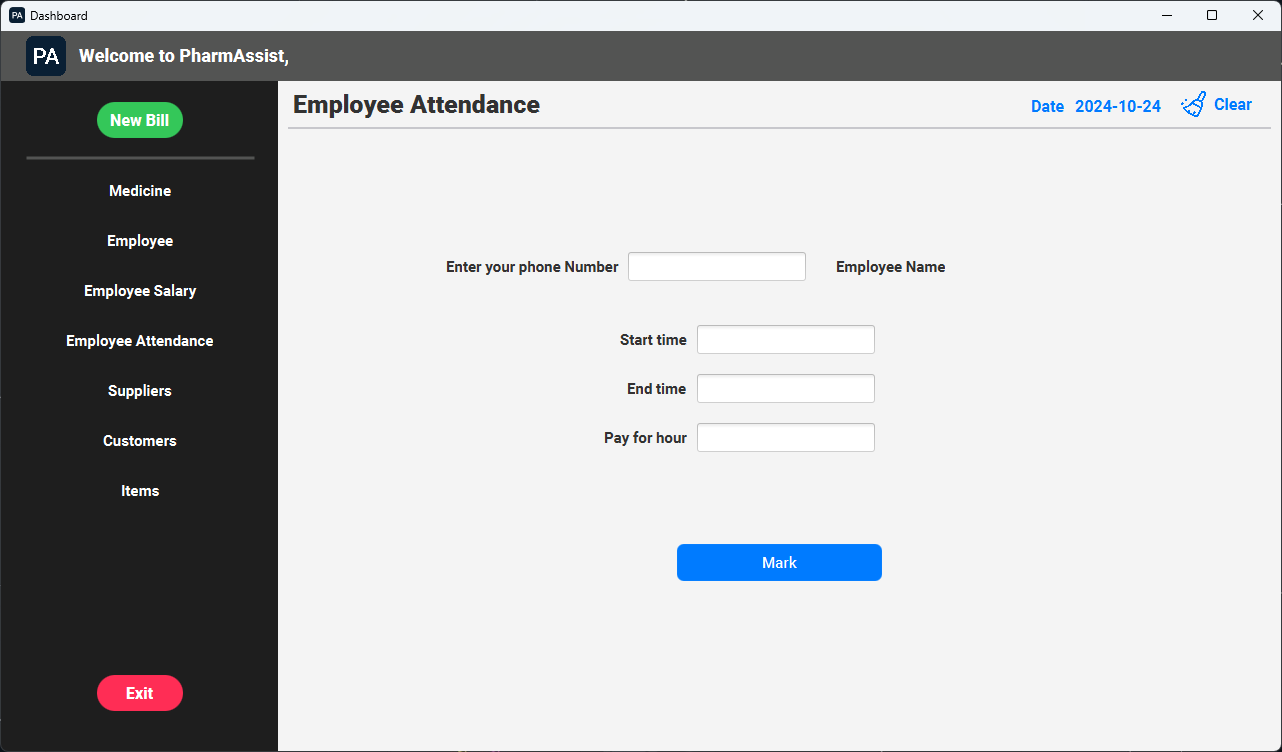 PA Dashboard
PA Welcome to PharmAssist,
New Bill
Medicine
Employee
Employee Salary
Employee Attendance
Suppliers
Customers
Items
Exit
Employee Attendance
Date 2024-10-24 Clear
Enter your phone Number Employee Name
Start time
End time
Pay for hour
Mark